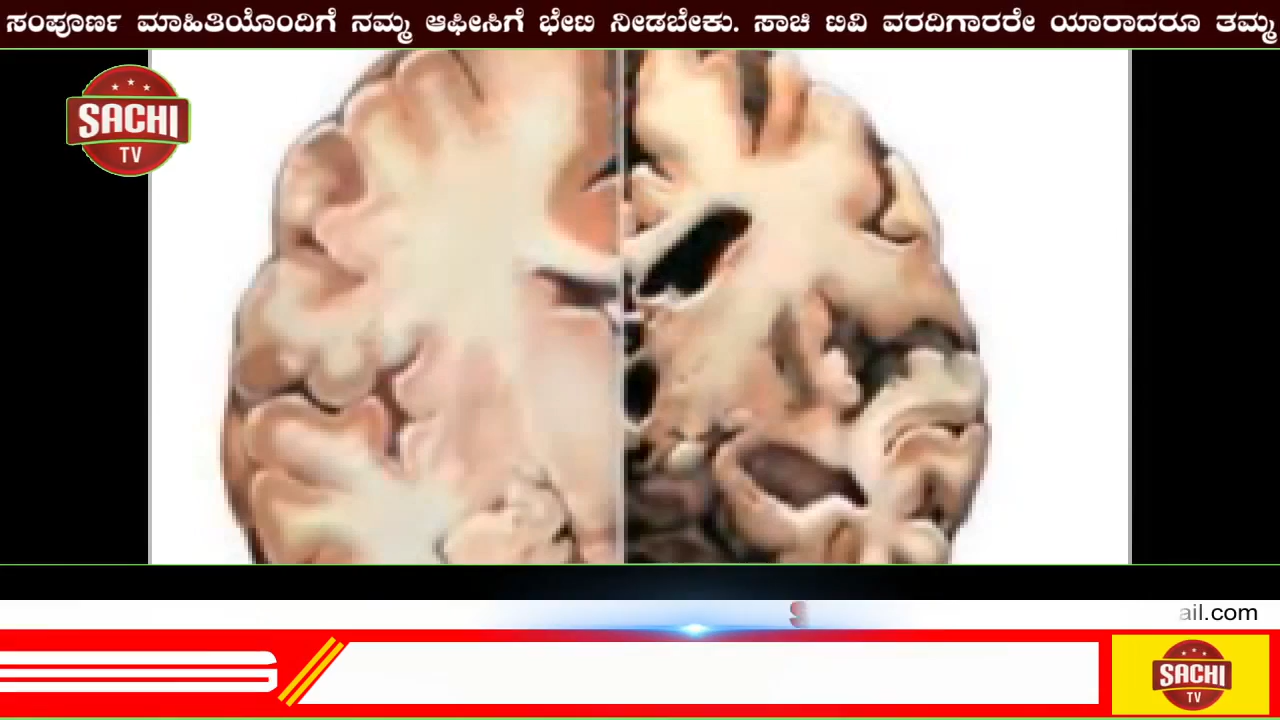 ಸಂಪೂರ್ಣ ಮಾಹಿತಿಯೊಂದಿಗೆ ನಮ್ಮ ಆಫೀಸಿಗೆ ಭೇಟಿ ನೀಡಬೇಕು. ಸಾಚಿ ಟಿವಿ ವರದಿಗಾರರೇ ಯಾರಾದರೂ ತಮ್ಮ
SACHI
TV
S
ail.com
SACHI
TV